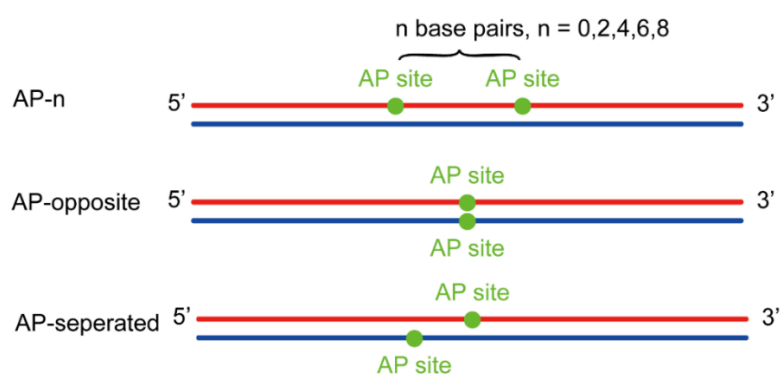 n base pairs, n = 0,2,4,6,8
AP site AP site
AP-n 5’ 3’
AP site
AP-opposite 5’ 3’
AP site
AP site
AP-seperated 5’ 3’
AP site